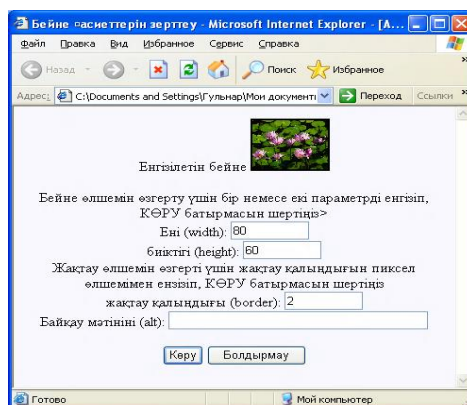 Бейне қасиеттерін зерттеу - Microsoft Internet Explorer - [А...
Файл Правка Вид Избранное Сервис Справка
Назад Поиск Избранное
Адрес: C:\Documents and Settings\Гульнар\Мои документы Переход Ссылки
Енгізілетін бейне
Бейне өлшемін өзгерту үшін бір немесе екі параметрді енгізіп,
КӨРУ батырмасын шертіңіз>
Ені (width): 80
биіктігі (height): 60
Жақтау өлшемін өзгерті үшін жақтау қалыңдығын пиксел
өлшемімен ензізіп, КӨРУ батырмасын шертіңіз
жақтау қалыңдығы (border): 2
Байқау мәтініні (alt):
Көру Болдырмау
Готово Мой компьютер